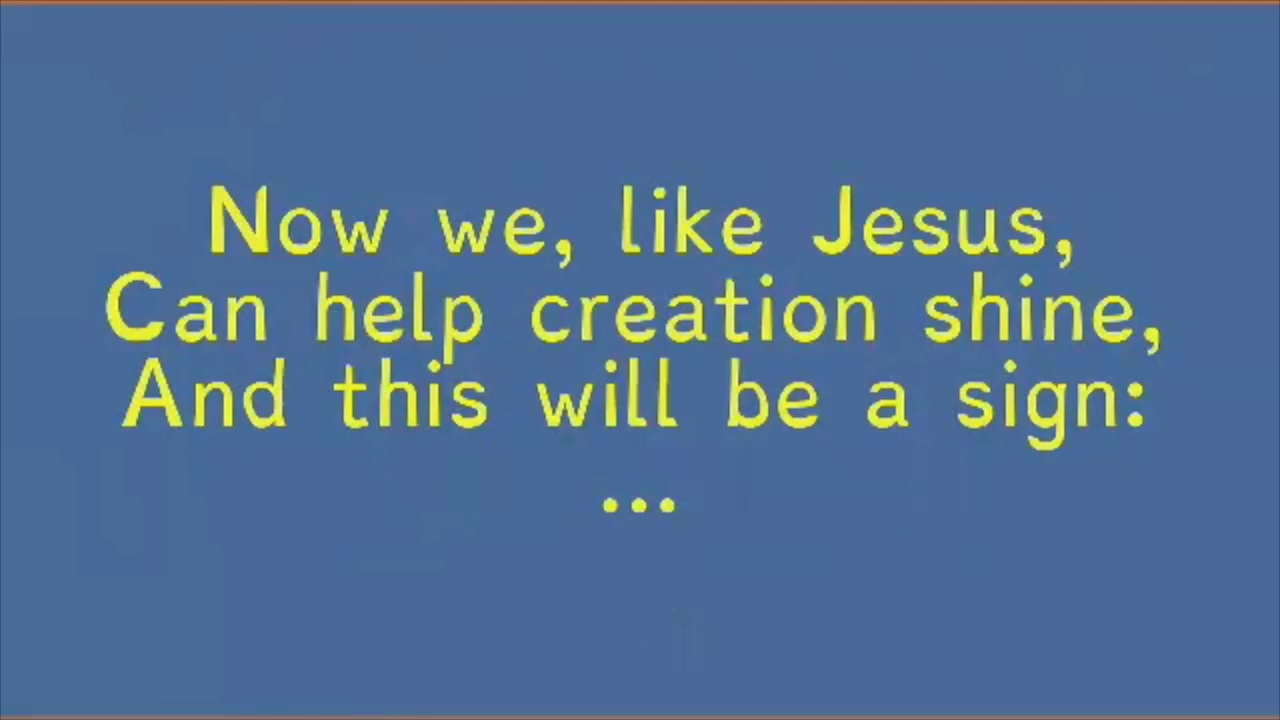 Now we, like Jesus,
Can help creation shine,
And this will be a sign:
...